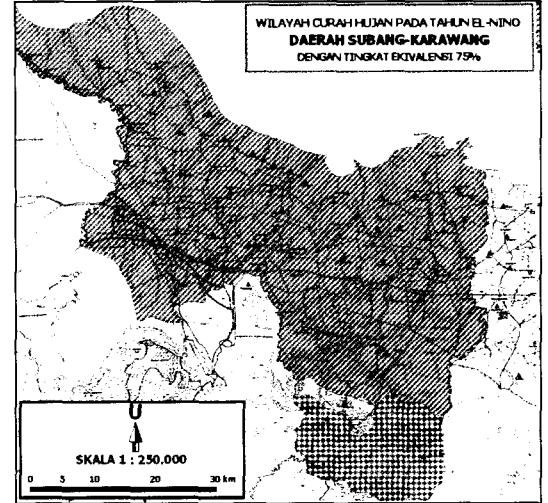 WILAYAH CURAH HUJAN PADA TAHUN EL-NINO
DAERAH SUBANG-KARAWANG
DENGAN TINGKAT EKIVALENSI 75%
U
SKALA 1 : 250.000
0 5 10 20 30 km